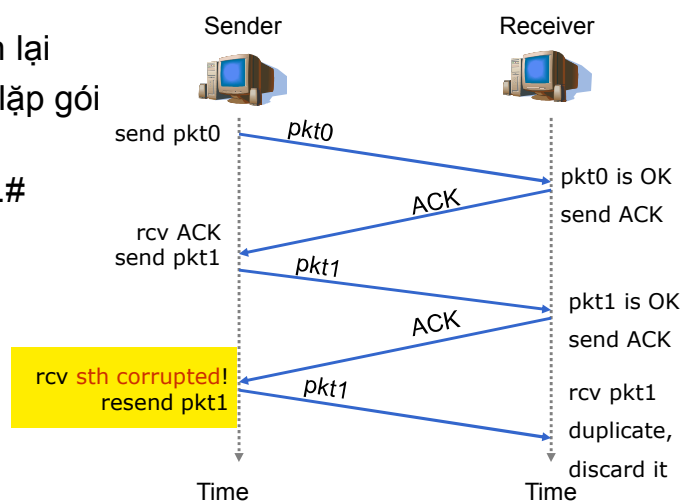 n lại
lặp gói
.#
Sender
Receiver
send pkt0
pkt0
pkt0 is OK
send ACK
ACK
rcv ACK
send pkt1
pkt1
pkt1 is OK
send ACK
ACK
rcv sth corrupted!
resend pkt1
pkt1
rcv pkt1
duplicate,
discard it
Time
Time